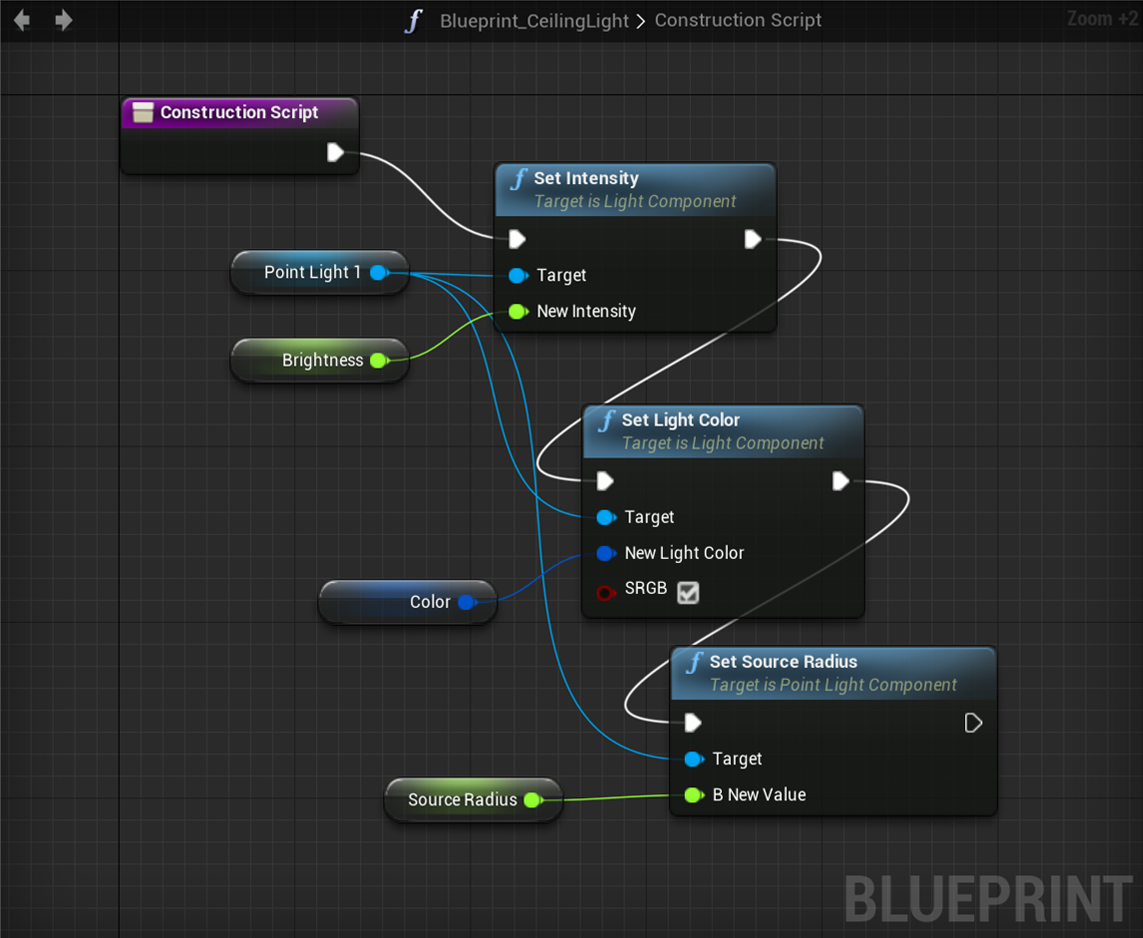 f Blueprint_CeilingLight > Construction Script
Zoom +2
Construction Script
f Set Intensity
Target is Light Component
Point Light 1
Target
New Intensity
Brightness
f Set Light Color
Target is Light Component
Target
New Light Color
SRGB
Color
f Set Source Radius
Target is Point Light Component
Target
Source Radius
B New Value
BLUEPRINT